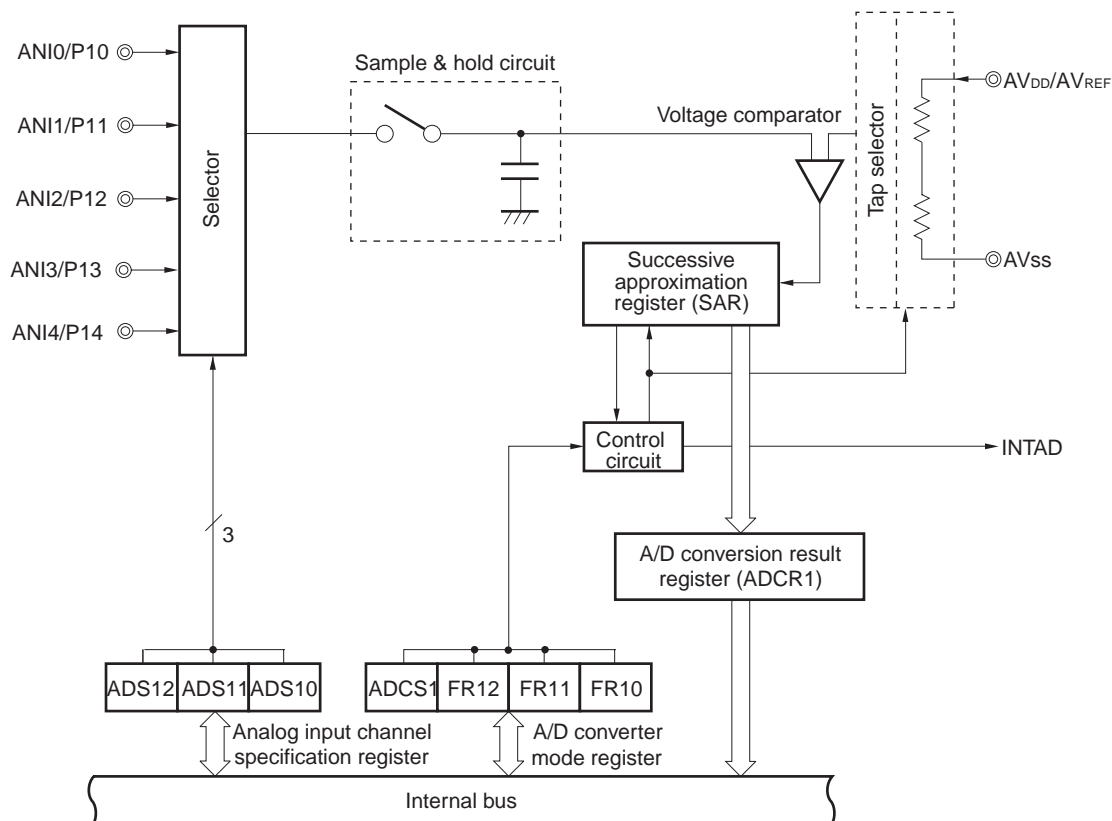 ANI0/P10
ANI1/P11
ANI2/P12
ANI3/P13
ANI4/P14
Selector
Sample & hold circuit
Voltage comparator
Tap selector
AVDD/AVREF
AVss
Successive
approximation
register (SAR)
Control
circuit
INTAD
3
A/D conversion result
register (ADCR1)
ADS12 ADS11 ADS10
ADCS1 FR12 FR11 FR10
Analog input channel
specification register
A/D converter
mode register
Internal bus